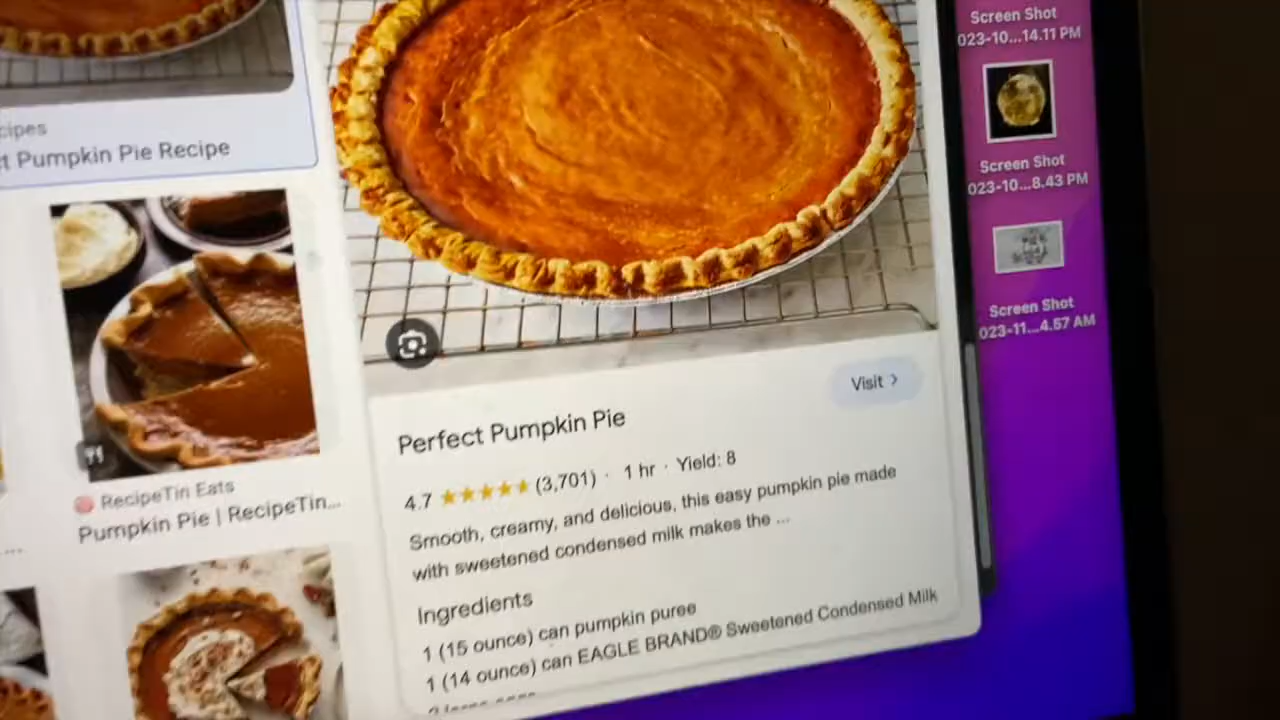 cipes
t Pumpkin Pie Recipe
RecipeTin Eats
Pumpkin Pie | RecipeTin...
...
Visit >
Perfect Pumpkin Pie
4.7 ★★★★★ (3,701) · 1 hr · Yield: 8
Smooth, creamy, and delicious, this easy pumpkin pie made
with sweetened condensed milk makes the ...
Ingredients
1 (15 ounce) can pumpkin puree
1 (14 ounce) can EAGLE BRAND® Sweetened Condensed Milk
Screen Shot
023-10...14.11 PM
Screen Shot
023-10...8.43 PM
Screen Shot
023-11...4.57 AM